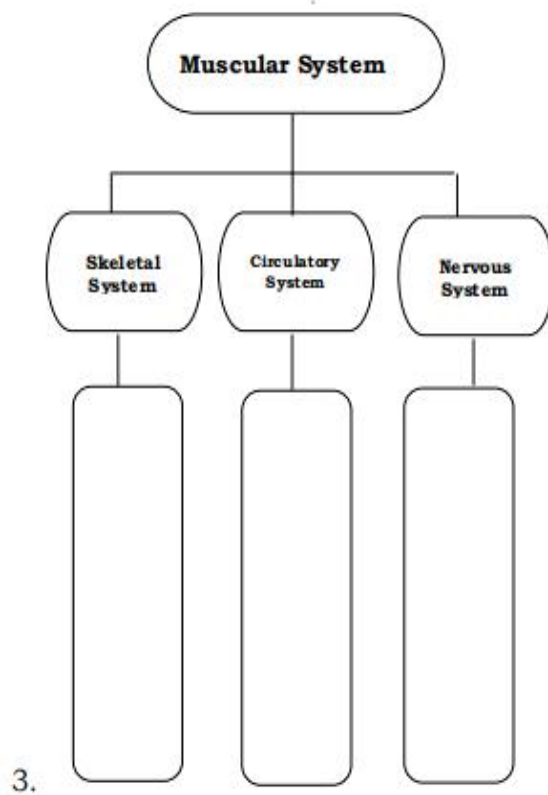 Muscular System
Skeletal
System
Circulatory
System
Nervous
System
3.